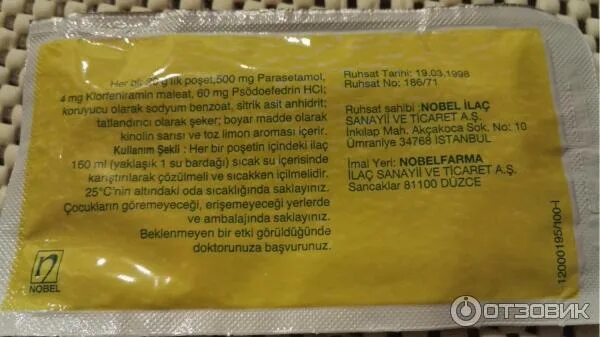 Her bir 20 g'lık poşet,500 mg Parasetamol,
4 mg Klorfeniramin maleat, 60 mg Psödoefedrin HCl;
koruyucu olarak sodyum benzoat, sitrik asit anhidrit;
tatlandırıcı olarak şeker; boyar madde olarak
kinolin sarısı ve toz limon aroması içerir.
Kullanım Şekli : Her bir poşetin içindeki ilaç
160 ml (yaklaşık 1 su bardağı) sıcak su içerisinde
karıştırılarak çözülmeli ve sıcakken içilmelidir.
25°C'nin altındaki oda sıcaklığında saklayınız.
Çocukların göremeyeceği, erişemeyeceği yerlerde
ve ambalajında saklayınız.
Beklenmeyen bir etki görüldüğünde
doktorunuza başvurunuz.
NOBEL
Ruhsat Tarihi: 19.03.1998
Ruhsat No: 186/71
Ruhsat sahibi :NOBEL İLAÇ
SANAYİİ VE TİCARET A.Ş.
İnkılap Mah. Akçakoca Sok. No: 10
Ümraniye 34768 İSTANBUL
İmal Yeri: NOBELFARMA
İLAÇ SANAYİİ VE TİCARET A.Ş.
Sancaklar 81100 DÜZCE
12000195/100-I
ОТЗОВИК